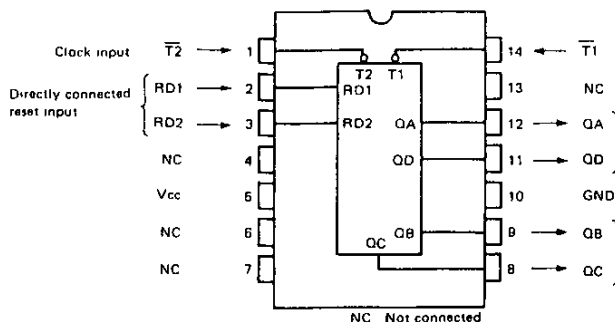 Clock input T2 1 14 T1
T2 T1
Directly connected
reset input
RD1 2 RD1 13 NC
RD2 3 RD2 QA 12 QA
NC 4 QD 11 QD
Vcc 5 10 GND
NC 6 QB 9 QB
QC
NC 7 8 QC
NC Not connected